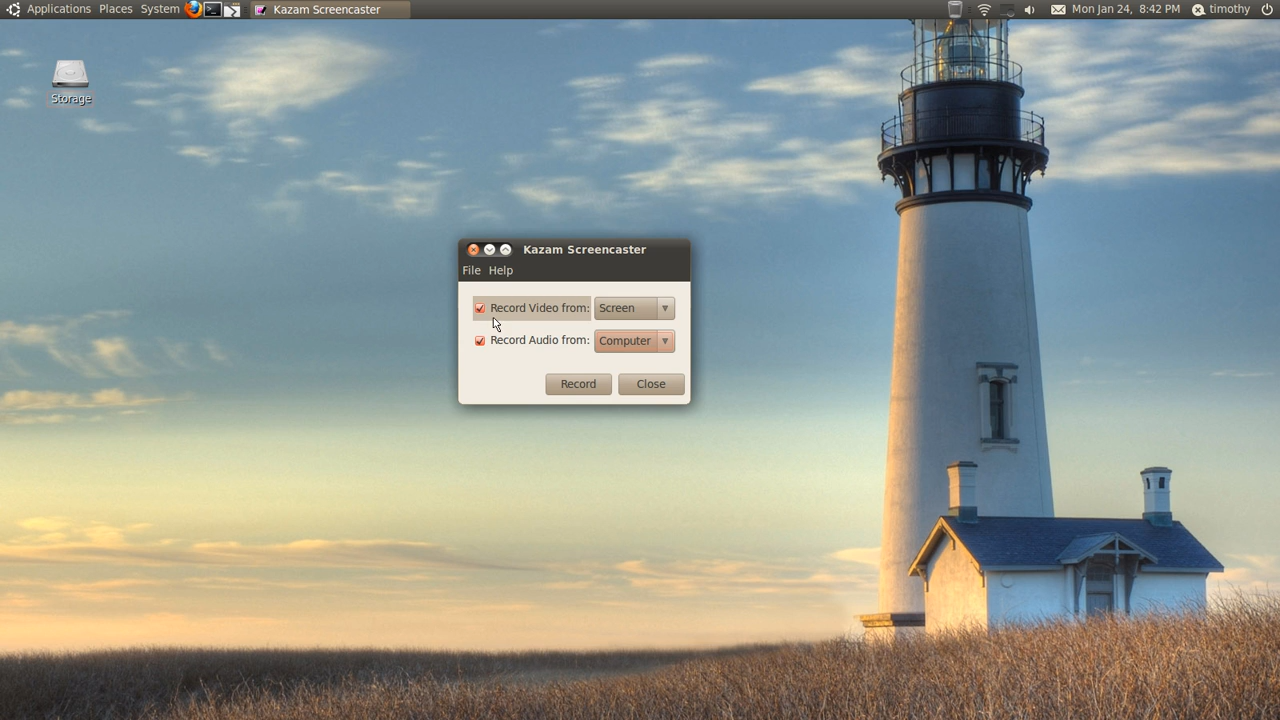 Applications Places System Kazam Screencaster Mon Jan 24, 8:42 PM timothy
Storage
Kazam Screencaster
File Help
Record Video from: Screen
Record Audio from: Computer
Record Close